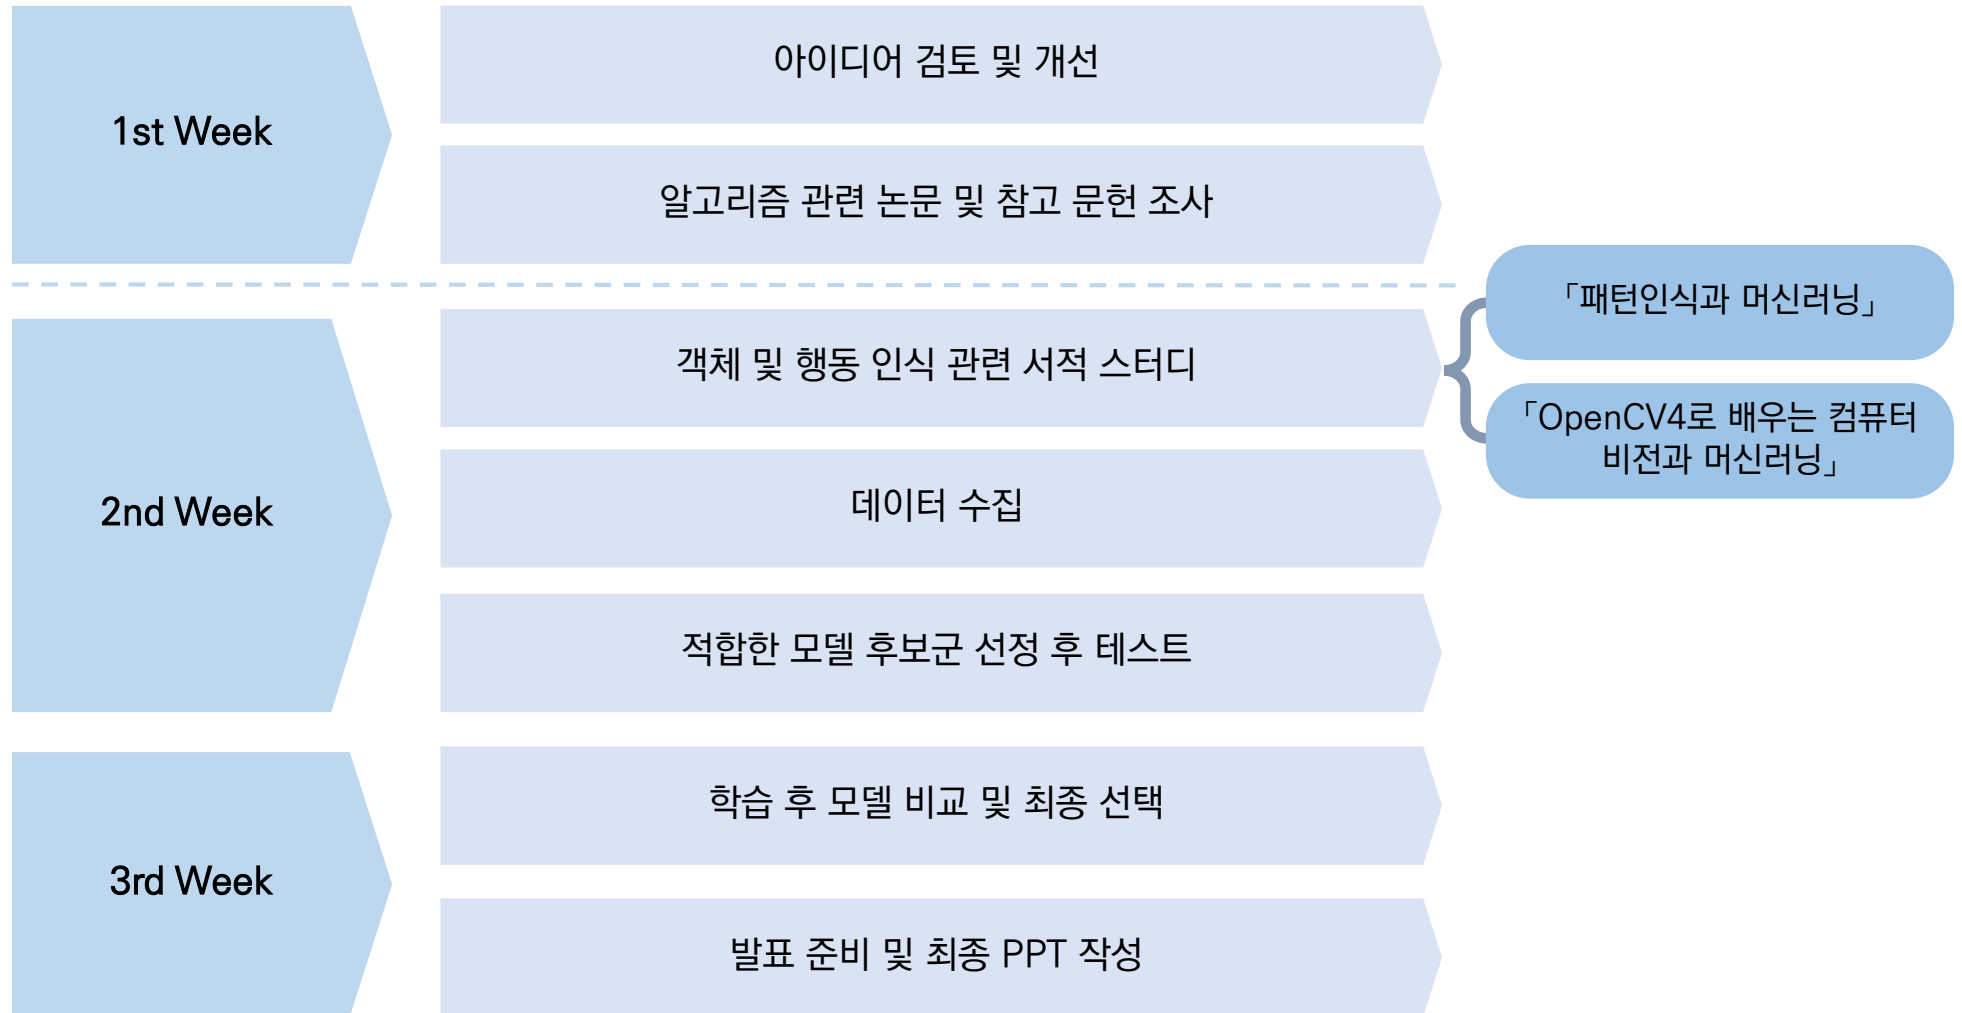 1st Week
아이디어 검토 및 개선
알고리즘 관련 논문 및 참고 문헌 조사
2nd Week
객체 및 행동 인식 관련 서적 스터디
「패턴인식과 머신러닝」
「OpenCV4로 배우는 컴퓨터
비전과 머신러닝」
데이터 수집
적합한 모델 후보군 선정 후 테스트
3rd Week
학습 후 모델 비교 및 최종 선택
발표 준비 및 최종 PPT 작성